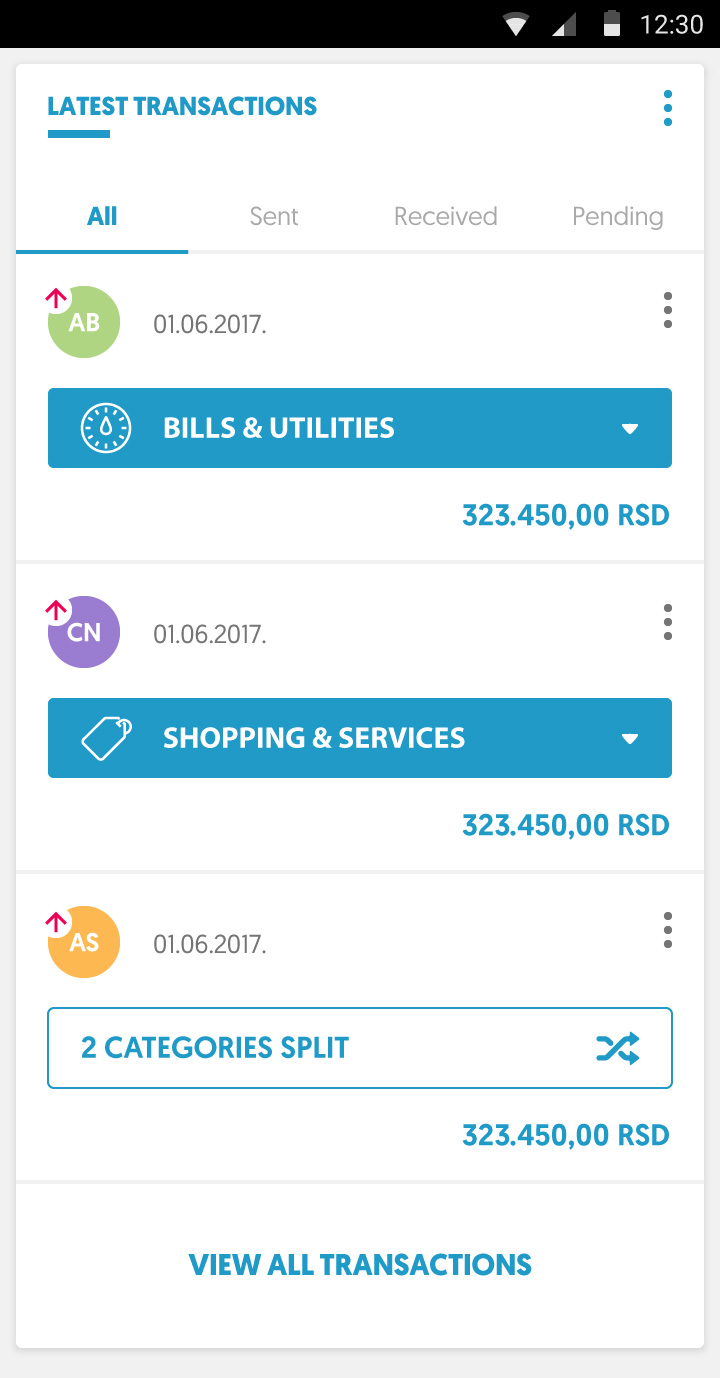 12:30
LATEST TRANSACTIONS
All Sent Received Pending
AB 01.06.2017.
BILLS & UTILITIES
323.450,00 RSD
CN 01.06.2017.
SHOPPING & SERVICES
323.450,00 RSD
AS 01.06.2017.
2 CATEGORIES SPLIT
323.450,00 RSD
VIEW ALL TRANSACTIONS